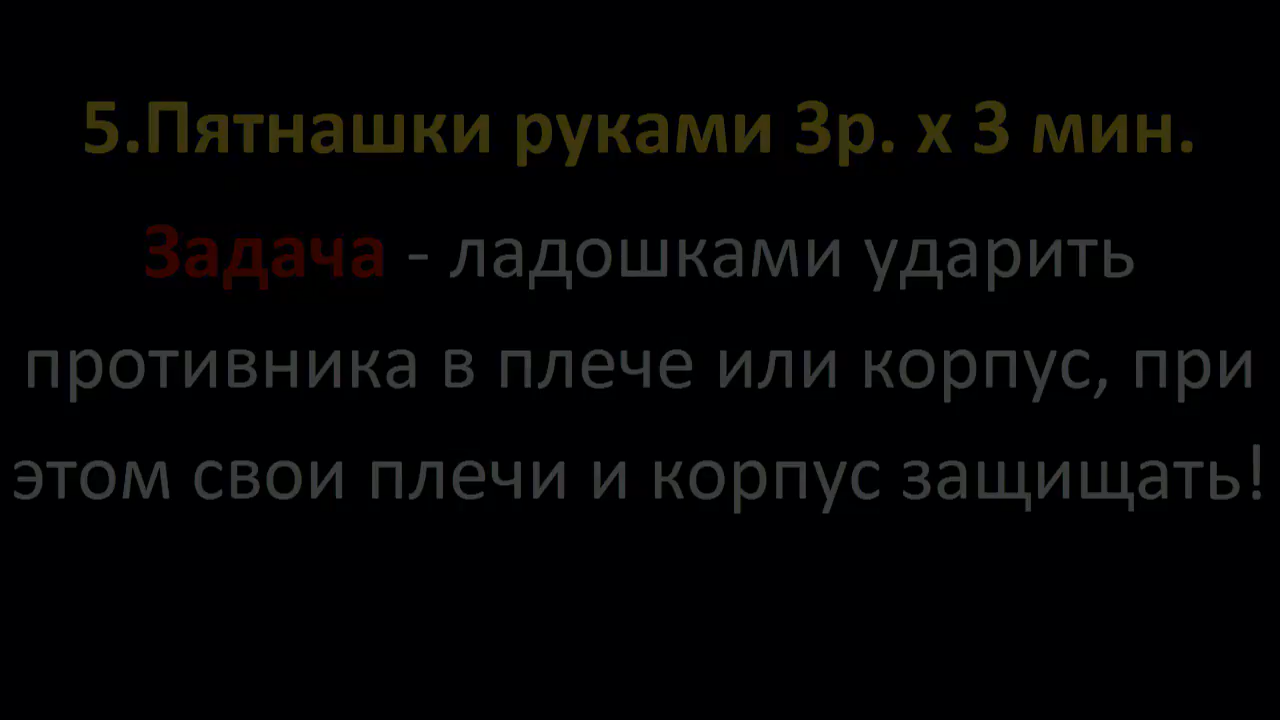 5.Пятнашки руками 3р. х 3 мин.
Задача - ладошками ударить
противника в плече или корпус, при
этом свои плечи и корпус защищать!